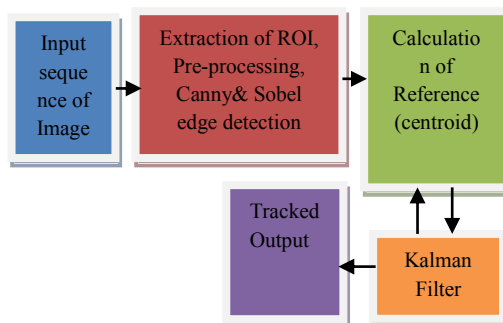 Input
seque
nce of
Image
Extraction of ROI,
Pre-processing,
Canny& Sobel
edge detection
Calculatio
n of
Reference
(centroid)
Tracked
Output
Kalman
Filter